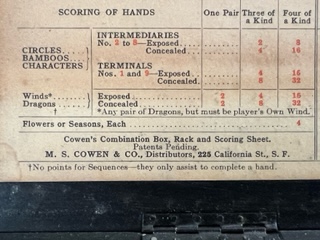 SCORING OF HANDS One Pair Three of a Kind Four of a Kind
INTERMEDIARIES
CIRCLES.....} No. 2 to 8—Exposed.............. 2 8
BAMBOOS....} Concealed.............. 4 16
CHARACTERS} TERMINALS
Nos. 1 and 9—Exposed.............. 4 16
Concealed.............. 8 32
Winds*........} Exposed.............. 2 4 16
Dragons.......} Concealed.............. 2 8 32
† *Any pair of Dragons, but must be player's Own Wind.
Flowers or Seasons, Each.............. 4
Cowen's Combination Box, Rack and Scoring Sheet.
Patents Pending.
M. S. COWEN & CO., Distributors, 225 California St., S. F.
†No points for Sequences—they only assist to complete a hand.